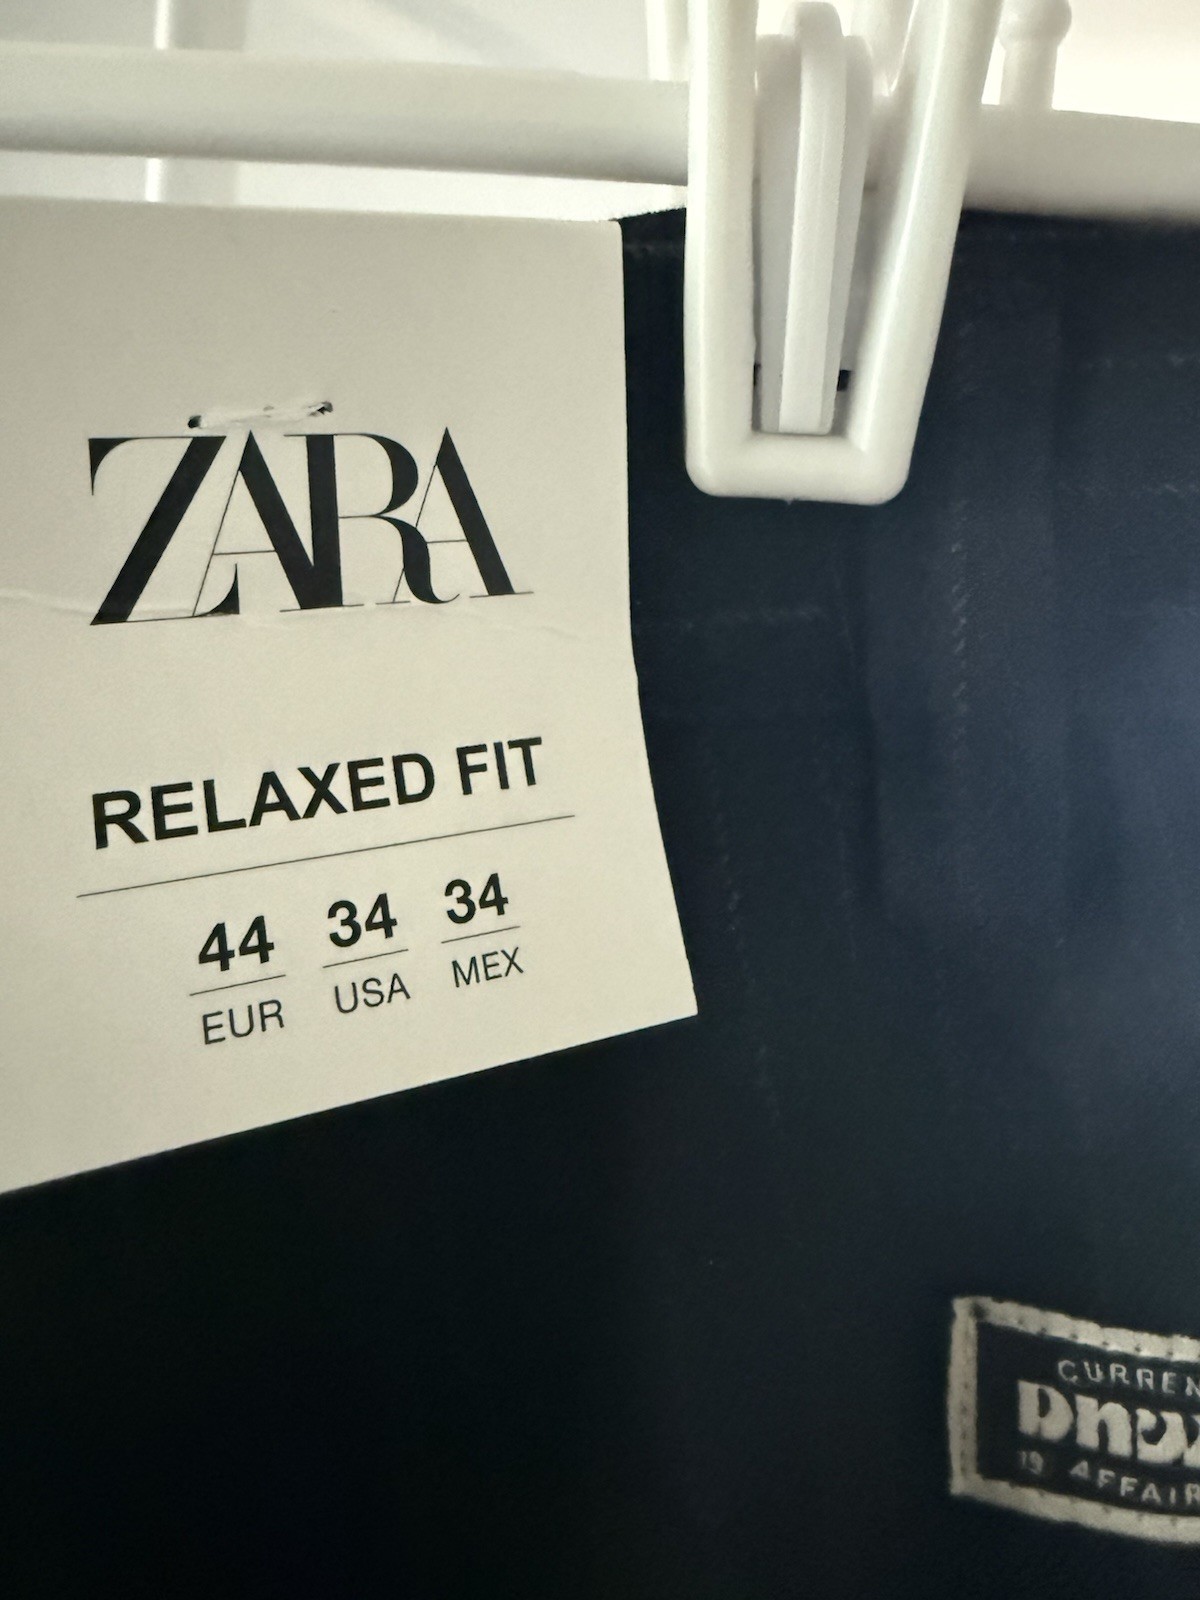 ZARA
RELAXED FIT
44 34 34
EUR USA MEX
CURREN
AFFAIR